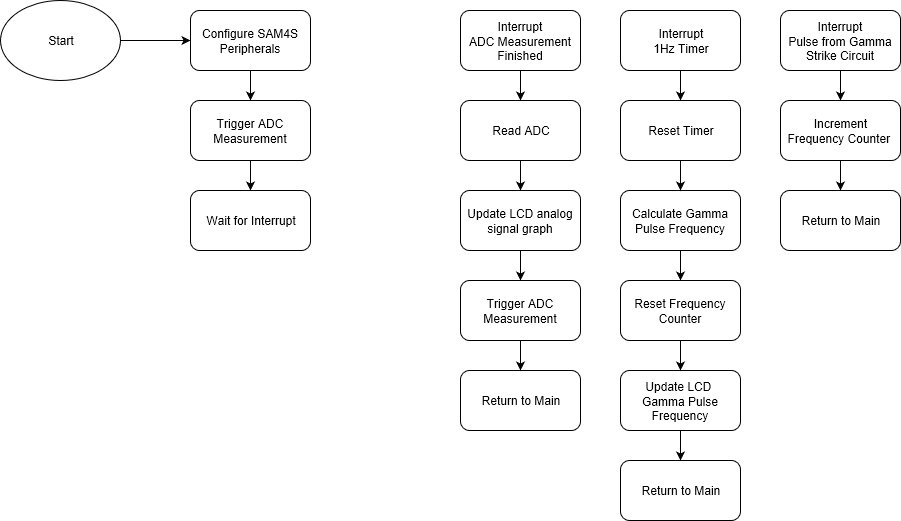 Start
Configure SAM4S
Peripherals
Trigger ADC
Measurement
Wait for Interrupt
Interrupt
ADC Measurement
Finished
Read ADC
Update LCD analog
signal graph
Trigger ADC
Measurement
Return to Main
Interrupt
1Hz Timer
Reset Timer
Calculate Gamma
Pulse Frequency
Reset Frequency
Counter
Update LCD
Gamma Pulse
Frequency
Return to Main
Interrupt
Pulse from Gamma
Strike Circuit
Increment
Frequency Counter
Return to Main